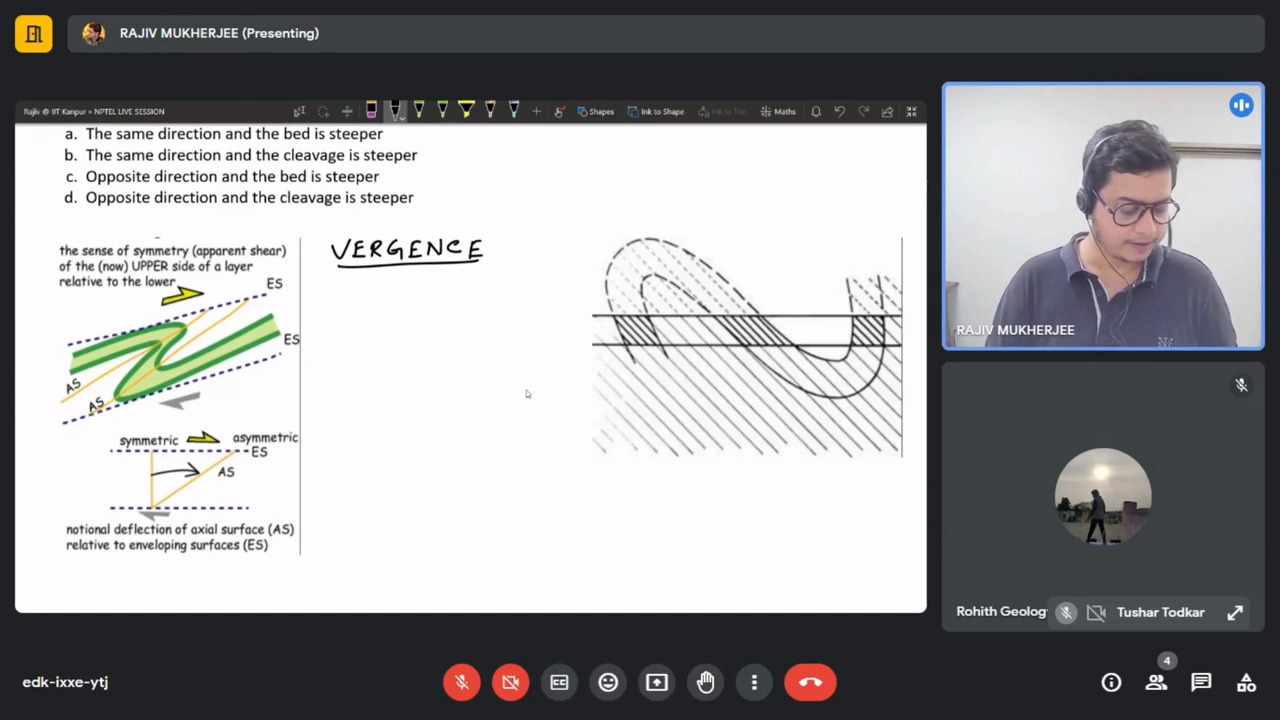 RAJIV MUKHERJEE (Presenting)
Rajiv @ IIT Kanpur - NPTEL LIVE SESSION
Shapes
Ink to Shape
Ink to Text
Maths
a. The same direction and the bed is steeper
b. The same direction and the cleavage is steeper
c. Opposite direction and the bed is steeper
d. Opposite direction and the cleavage is steeper
the sense of symmetry (apparent shear)
of the (now) UPPER side of a layer
relative to the lower
ES
ES
AS
AS
VERGENCE
symmetric
asymmetric
ES
AS
notional deflection of axial surface (AS)
relative to enveloping surfaces (ES)
RAJIV MUKHERJEE
Rohith Geolog
Tushar Todkar
edk-ixxe-ytj
4